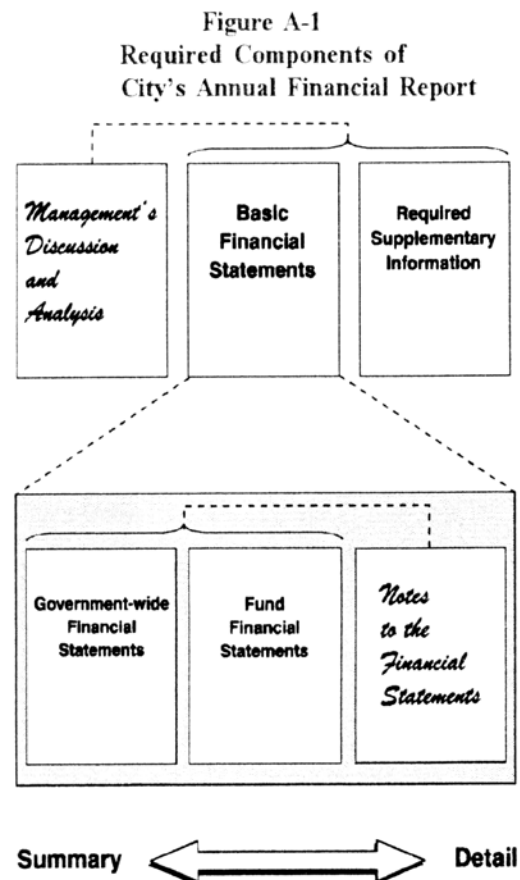 Figure A-1
Required Components of
City's Annual Financial Report
Management's
Discussion
and
Analysis
Basic
Financial
Statements
Required
Supplementary
Information
Government-wide
Financial
Statements
Fund
Financial
Statements
Notes
to the
Financial
Statements
Summary
Detail